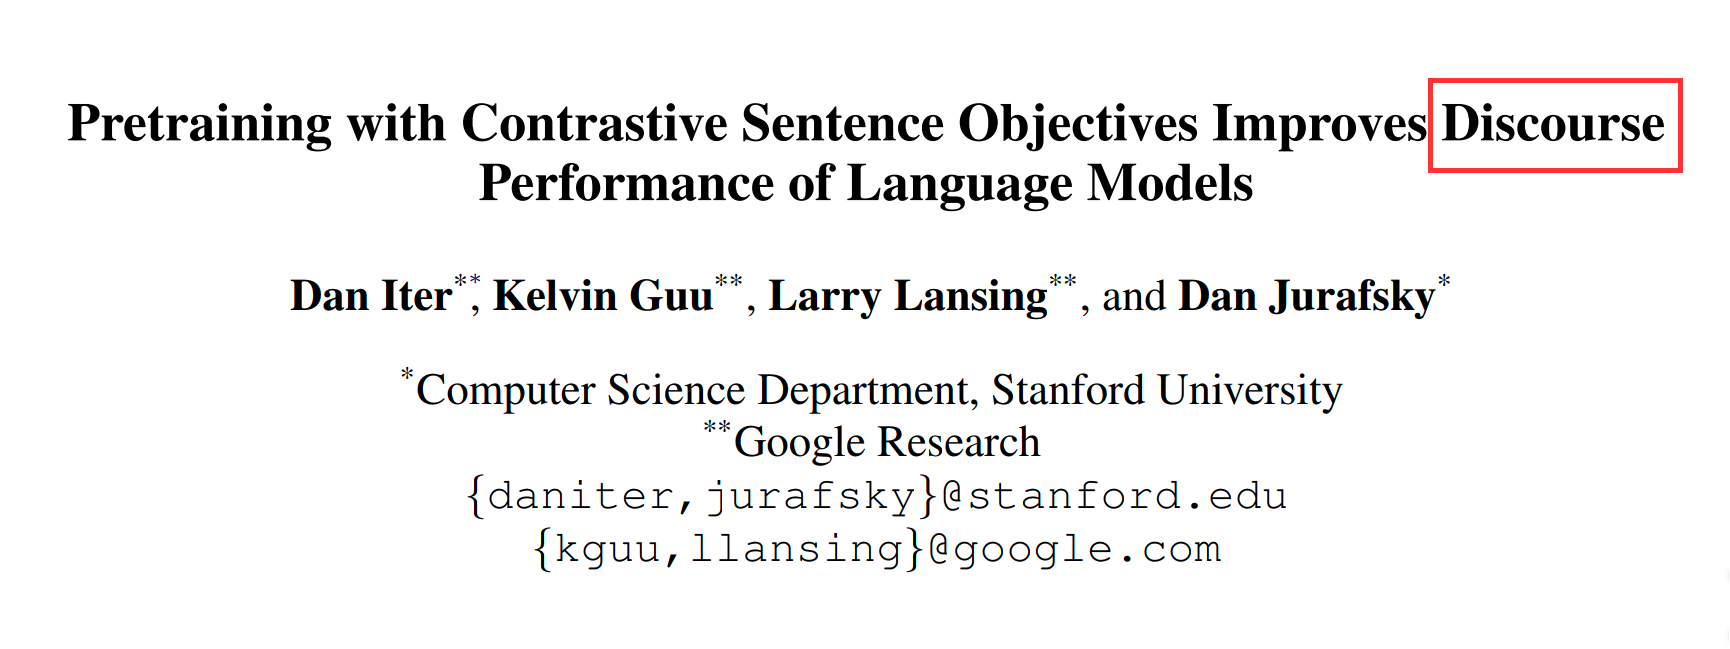 Pretraining with Contrastive Sentence Objectives Improves Discourse
Performance of Language Models
Dan Iter**, Kelvin Guu**, Larry Lansing**, and Dan Jurafsky*
*Computer Science Department, Stanford University
**Google Research
{daniter,jurafsky}@stanford.edu
{kguu,llansing}@google.com